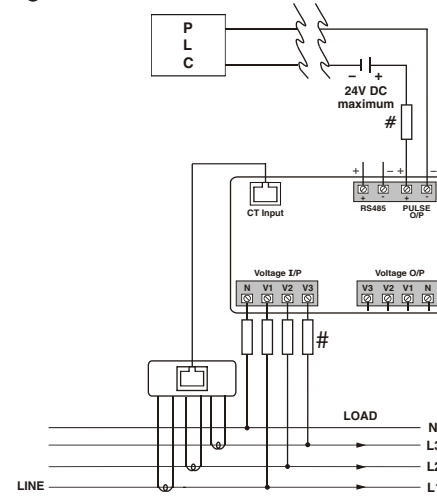 P
L
C
– +
24V DC
maximum
#
+ – + –
+ - + -
RS485 PULSE
O/P
CT Input
Voltage I/P
N V1 V2 V3
Voltage O/P
V3 V2 V1 N
#
LOAD
N
L3
L2
LINE L1